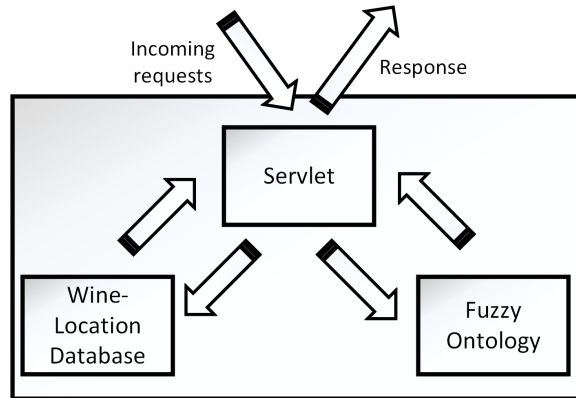 Incoming
requests
Response
Servlet
Wine-
Location
Database
Fuzzy
Ontology